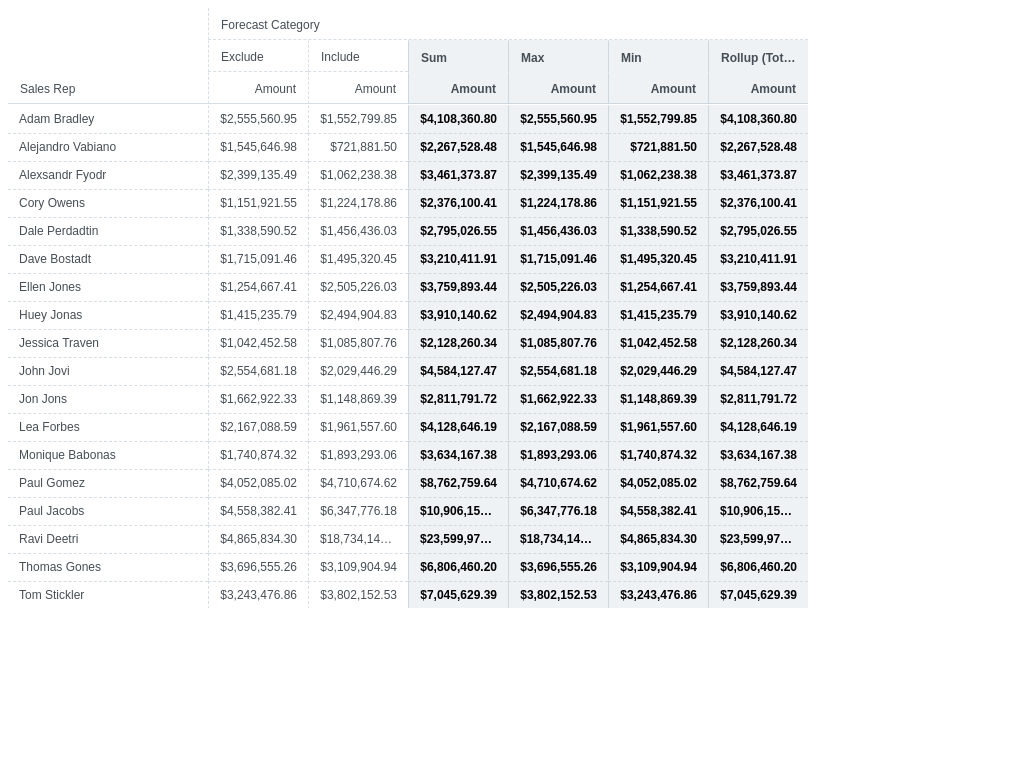 Forecast Category
Exclude Include Sum Max Min Rollup (Tot...
Sales Rep Amount Amount Amount Amount Amount Amount
Adam Bradley $2,555,560.95 $1,552,799.85 $4,108,360.80 $2,555,560.95 $1,552,799.85 $4,108,360.80
Alejandro Vabiano $1,545,646.98 $721,881.50 $2,267,528.48 $1,545,646.98 $721,881.50 $2,267,528.48
Alexsandr Fyodr $2,399,135.49 $1,062,238.38 $3,461,373.87 $2,399,135.49 $1,062,238.38 $3,461,373.87
Cory Owens $1,151,921.55 $1,224,178.86 $2,376,100.41 $1,224,178.86 $1,151,921.55 $2,376,100.41
Dale Perdadtin $1,338,590.52 $1,456,436.03 $2,795,026.55 $1,456,436.03 $1,338,590.52 $2,795,026.55
Dave Bostadt $1,715,091.46 $1,495,320.45 $3,210,411.91 $1,715,091.46 $1,495,320.45 $3,210,411.91
Ellen Jones $1,254,667.41 $2,505,226.03 $3,759,893.44 $2,505,226.03 $1,254,667.41 $3,759,893.44
Huey Jonas $1,415,235.79 $2,494,904.83 $3,910,140.62 $2,494,904.83 $1,415,235.79 $3,910,140.62
Jessica Traven $1,042,452.58 $1,085,807.76 $2,128,260.34 $1,085,807.76 $1,042,452.58 $2,128,260.34
John Jovi $2,554,681.18 $2,029,446.29 $4,584,127.47 $2,554,681.18 $2,029,446.29 $4,584,127.47
Jon Jons $1,662,922.33 $1,148,869.39 $2,811,791.72 $1,662,922.33 $1,148,869.39 $2,811,791.72
Lea Forbes $2,167,088.59 $1,961,557.60 $4,128,646.19 $2,167,088.59 $1,961,557.60 $4,128,646.19
Monique Babonas $1,740,874.32 $1,893,293.06 $3,634,167.38 $1,893,293.06 $1,740,874.32 $3,634,167.38
Paul Gomez $4,052,085.02 $4,710,674.62 $8,762,759.64 $4,710,674.62 $4,052,085.02 $8,762,759.64
Paul Jacobs $4,558,382.41 $6,347,776.18 $10,906,15... $6,347,776.18 $4,558,382.41 $10,906,15...
Ravi Deetri $4,865,834.30 $18,734,14... $23,599,97... $18,734,14... $4,865,834.30 $23,599,97...
Thomas Gones $3,696,555.26 $3,109,904.94 $6,806,460.20 $3,696,555.26 $3,109,904.94 $6,806,460.20
Tom Stickler $3,243,476.86 $3,802,152.53 $7,045,629.39 $3,802,152.53 $3,243,476.86 $7,045,629.39